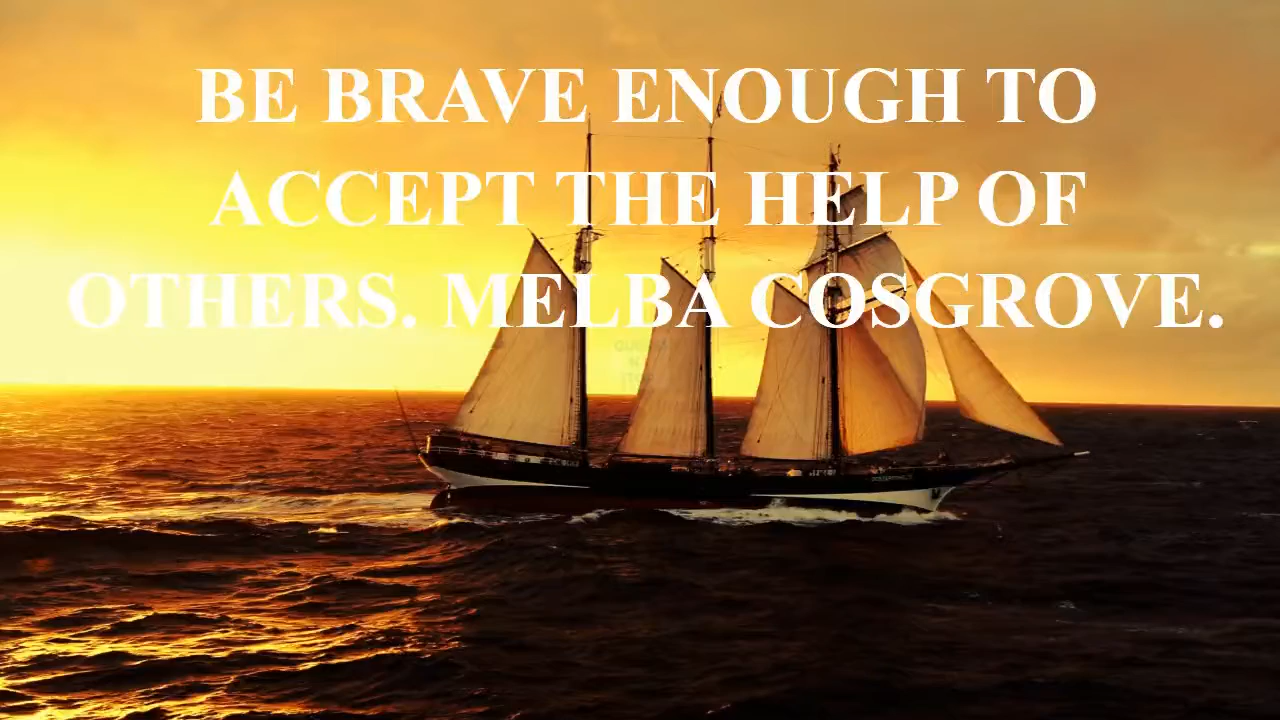 BE BRAVE ENOUGH TO
ACCEPT THE HELP OF
OTHERS. MELBA COSGROVE.